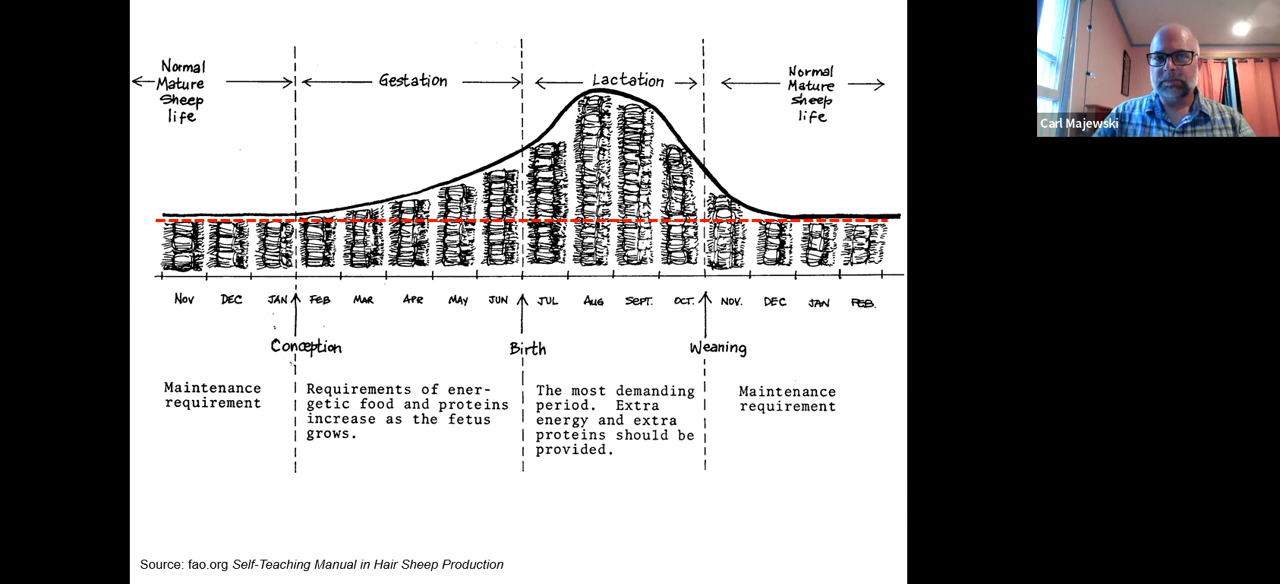 Normal
Mature
Sheep
life
Gestation
Lactation
Normal
Mature
sheep
life
Carl Majewski
NOV DEC JAN FEB MAR APR MAY JUN JUL AUG SEPT. OCT. NOV. DEC JAN FEB.
Conception
Birth
Weaning
Maintenance
requirement
Requirements of ener-
getic food and proteins
increase as the fetus
grows.
The most demanding
period. Extra
energy and extra
proteins should be
provided.
Maintenance
requirement
Source: fao.org Self-Teaching Manual in Hair Sheep Production